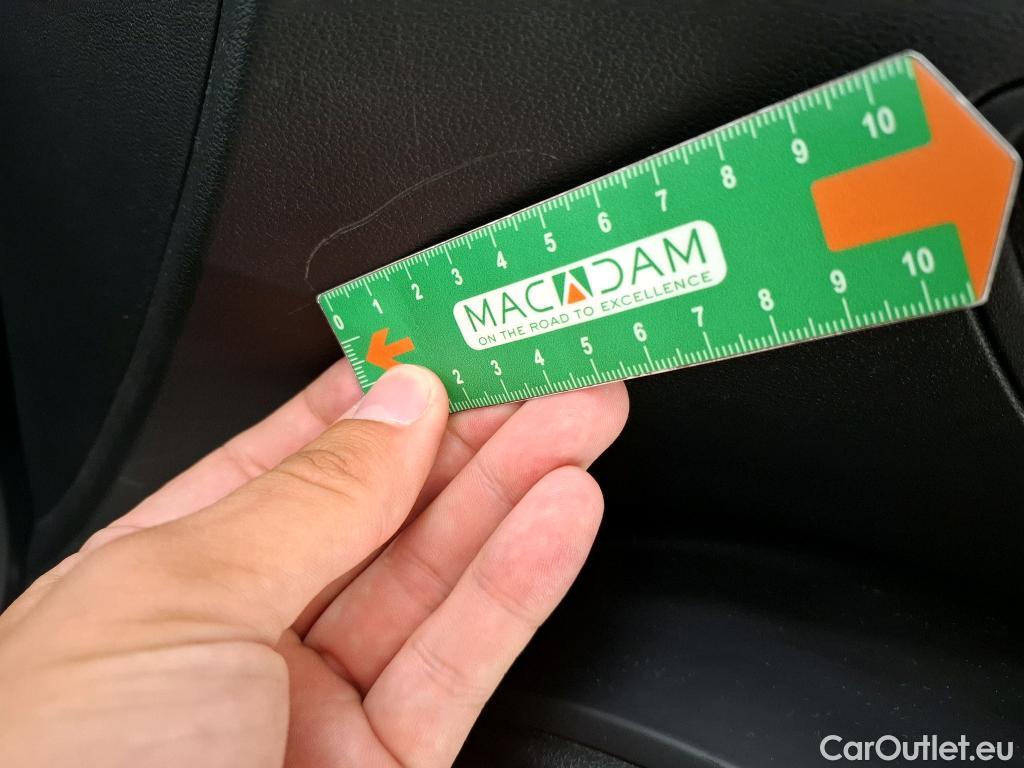 0 1 2 3 4 5 6 7 8 9 10
MACADAM
ON THE ROAD TO EXCELLENCE
2 3 4 5 6 7 8 9 10
CarOutlet.eu